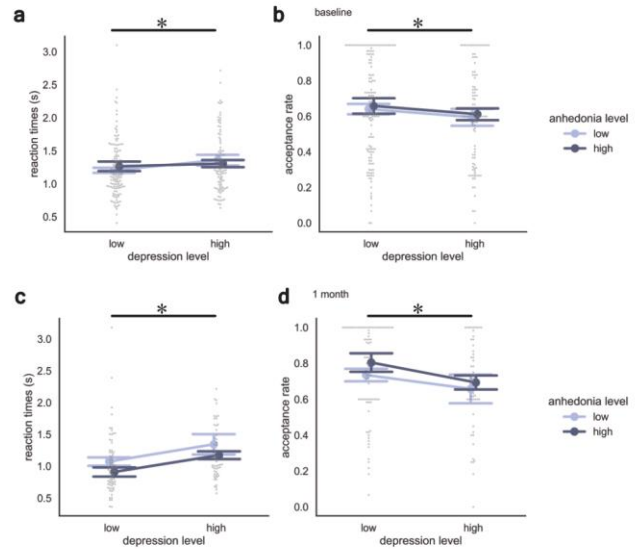 a
*
reaction times (s)
3.0
2.5
2.0
1.5
1.0
0.5
low
high
depression level
b
baseline
*
acceptance rate
1.0
0.8
0.6
0.4
0.2
0.0
low
high
depression level
anhedonia level
low
high
c
*
reaction times (s)
3.0
2.5
2.0
1.5
1.0
0.5
low
high
depression level
d
1 month
*
acceptance rate
1.0
0.8
0.6
0.4
0.2
0.0
low
high
depression level
anhedonia level
low
high